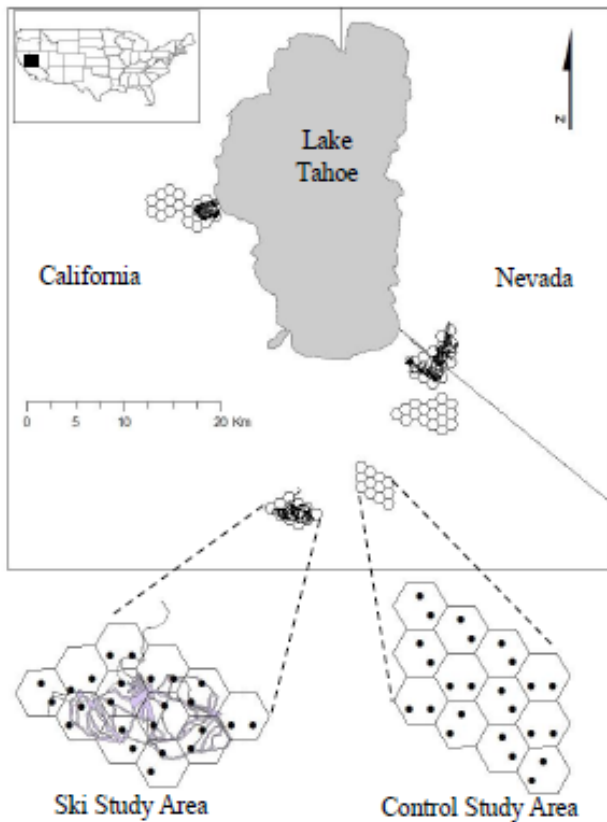 Lake
Tahoe
N
California
Nevada
0 5 10 20 Km
Ski Study Area
Control Study Area